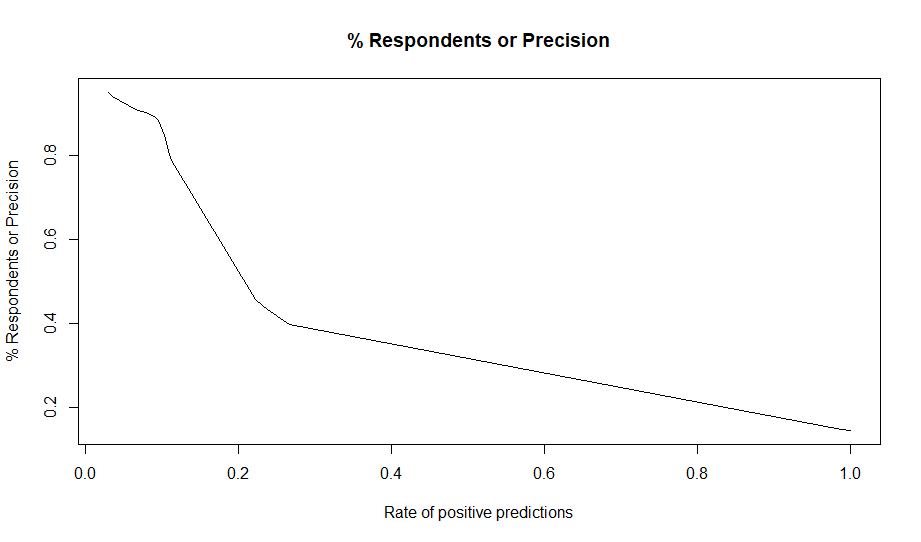 % Respondents or Precision
% Respondents or Precision
0.8
0.6
0.4
0.2
0.0 0.2 0.4 0.6 0.8 1.0
Rate of positive predictions